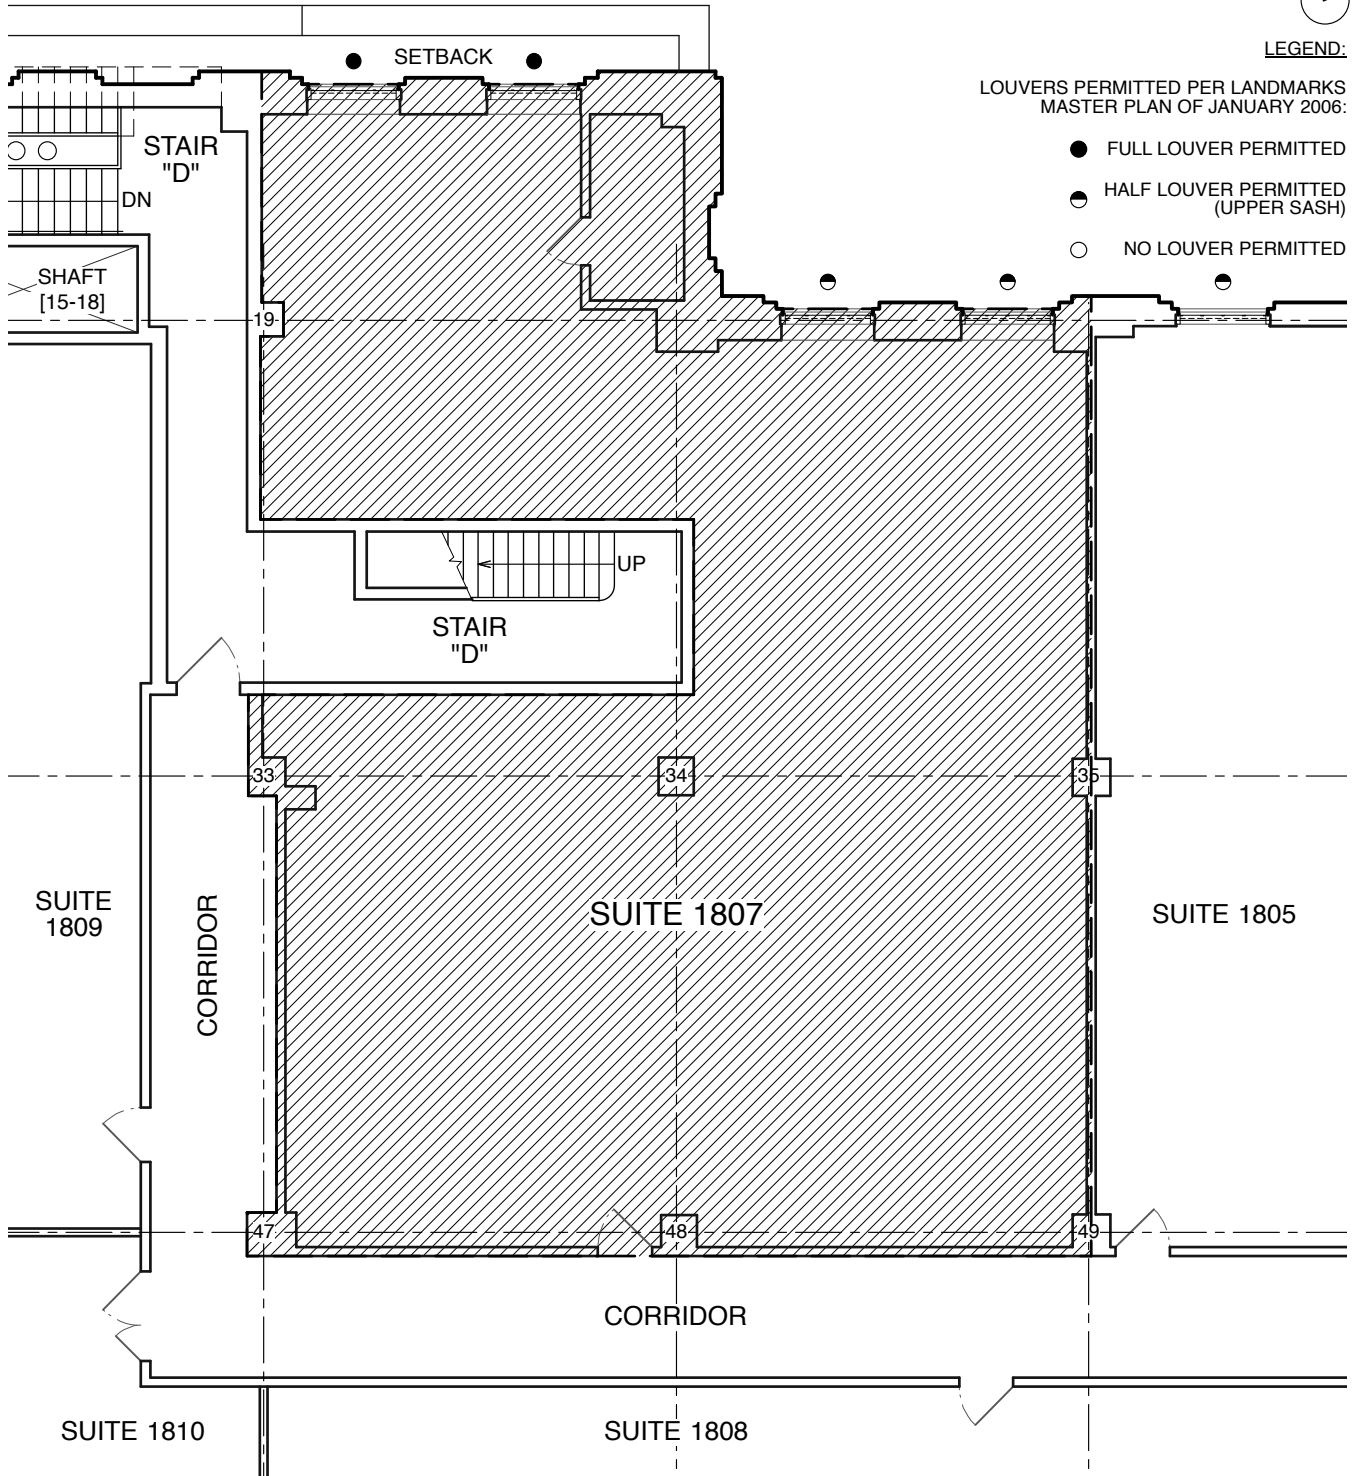 SETBACK
LEGEND:
LOUVERS PERMITTED PER LANDMARKS
MASTER PLAN OF JANUARY 2006:
FULL LOUVER PERMITTED
HALF LOUVER PERMITTED
(UPPER SASH)
NO LOUVER PERMITTED
STAIR
"D"
DN
SHAFT
[15-18]
19
UP
STAIR
"D"
33
34
35
SUITE
1809
CORRIDOR
SUITE 1807
SUITE 1805
47
48
49
CORRIDOR
SUITE 1810
SUITE 1808